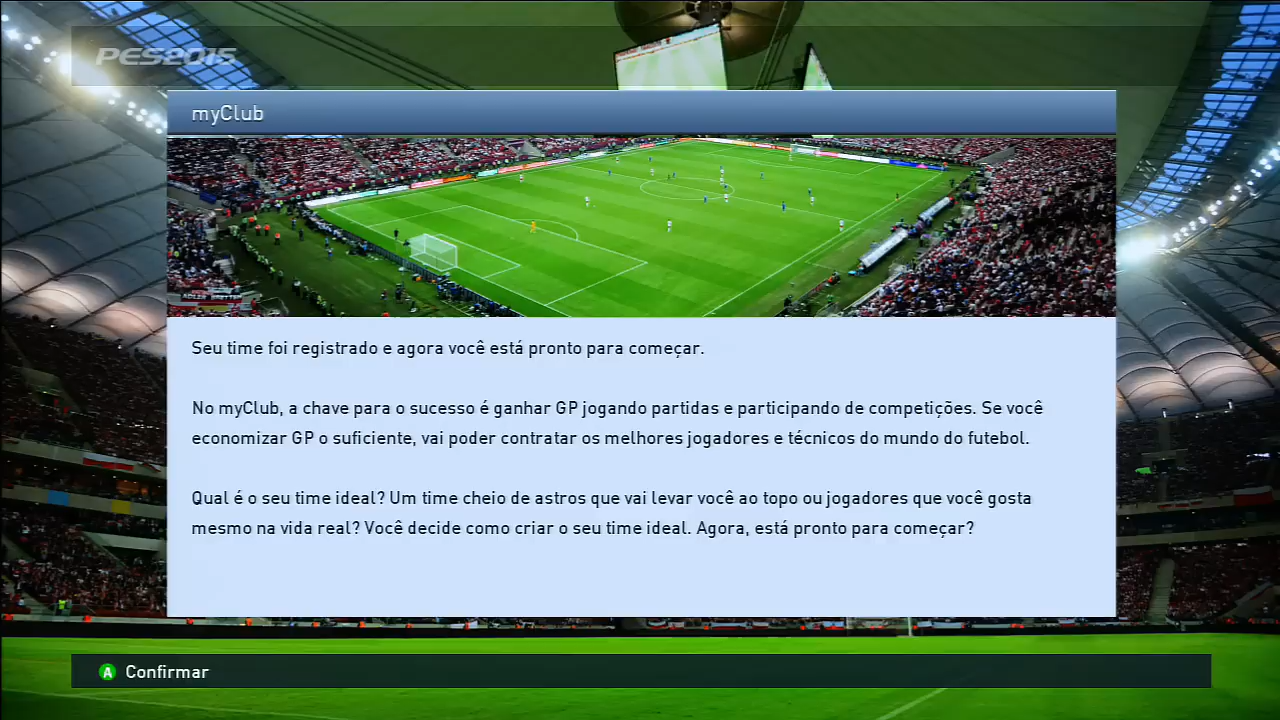 PES2015
myClub
Seu time foi registrado e agora você está pronto para começar.
No myClub, a chave para o sucesso é ganhar GP jogando partidas e participando de competições. Se você
economizar GP o suficiente, vai poder contratar os melhores jogadores e técnicos do mundo do futebol.
Qual é o seu time ideal? Um time cheio de astros que vai levar você ao topo ou jogadores que você gosta
mesmo na vida real? Você decide como criar o seu time ideal. Agora, está pronto para começar?
A Confirmar